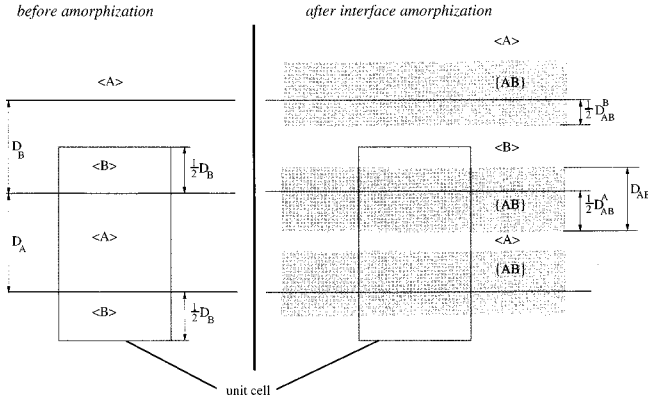 before amorphization
after interface amorphization
<A>
<A>
{AB}
½D^B_AB
D_B
<B>
½D_B
<B>
D_A
<A>
{AB}
½D^A_AB
D_AB
<A>
{AB}
<B>
½D_B
unit cell